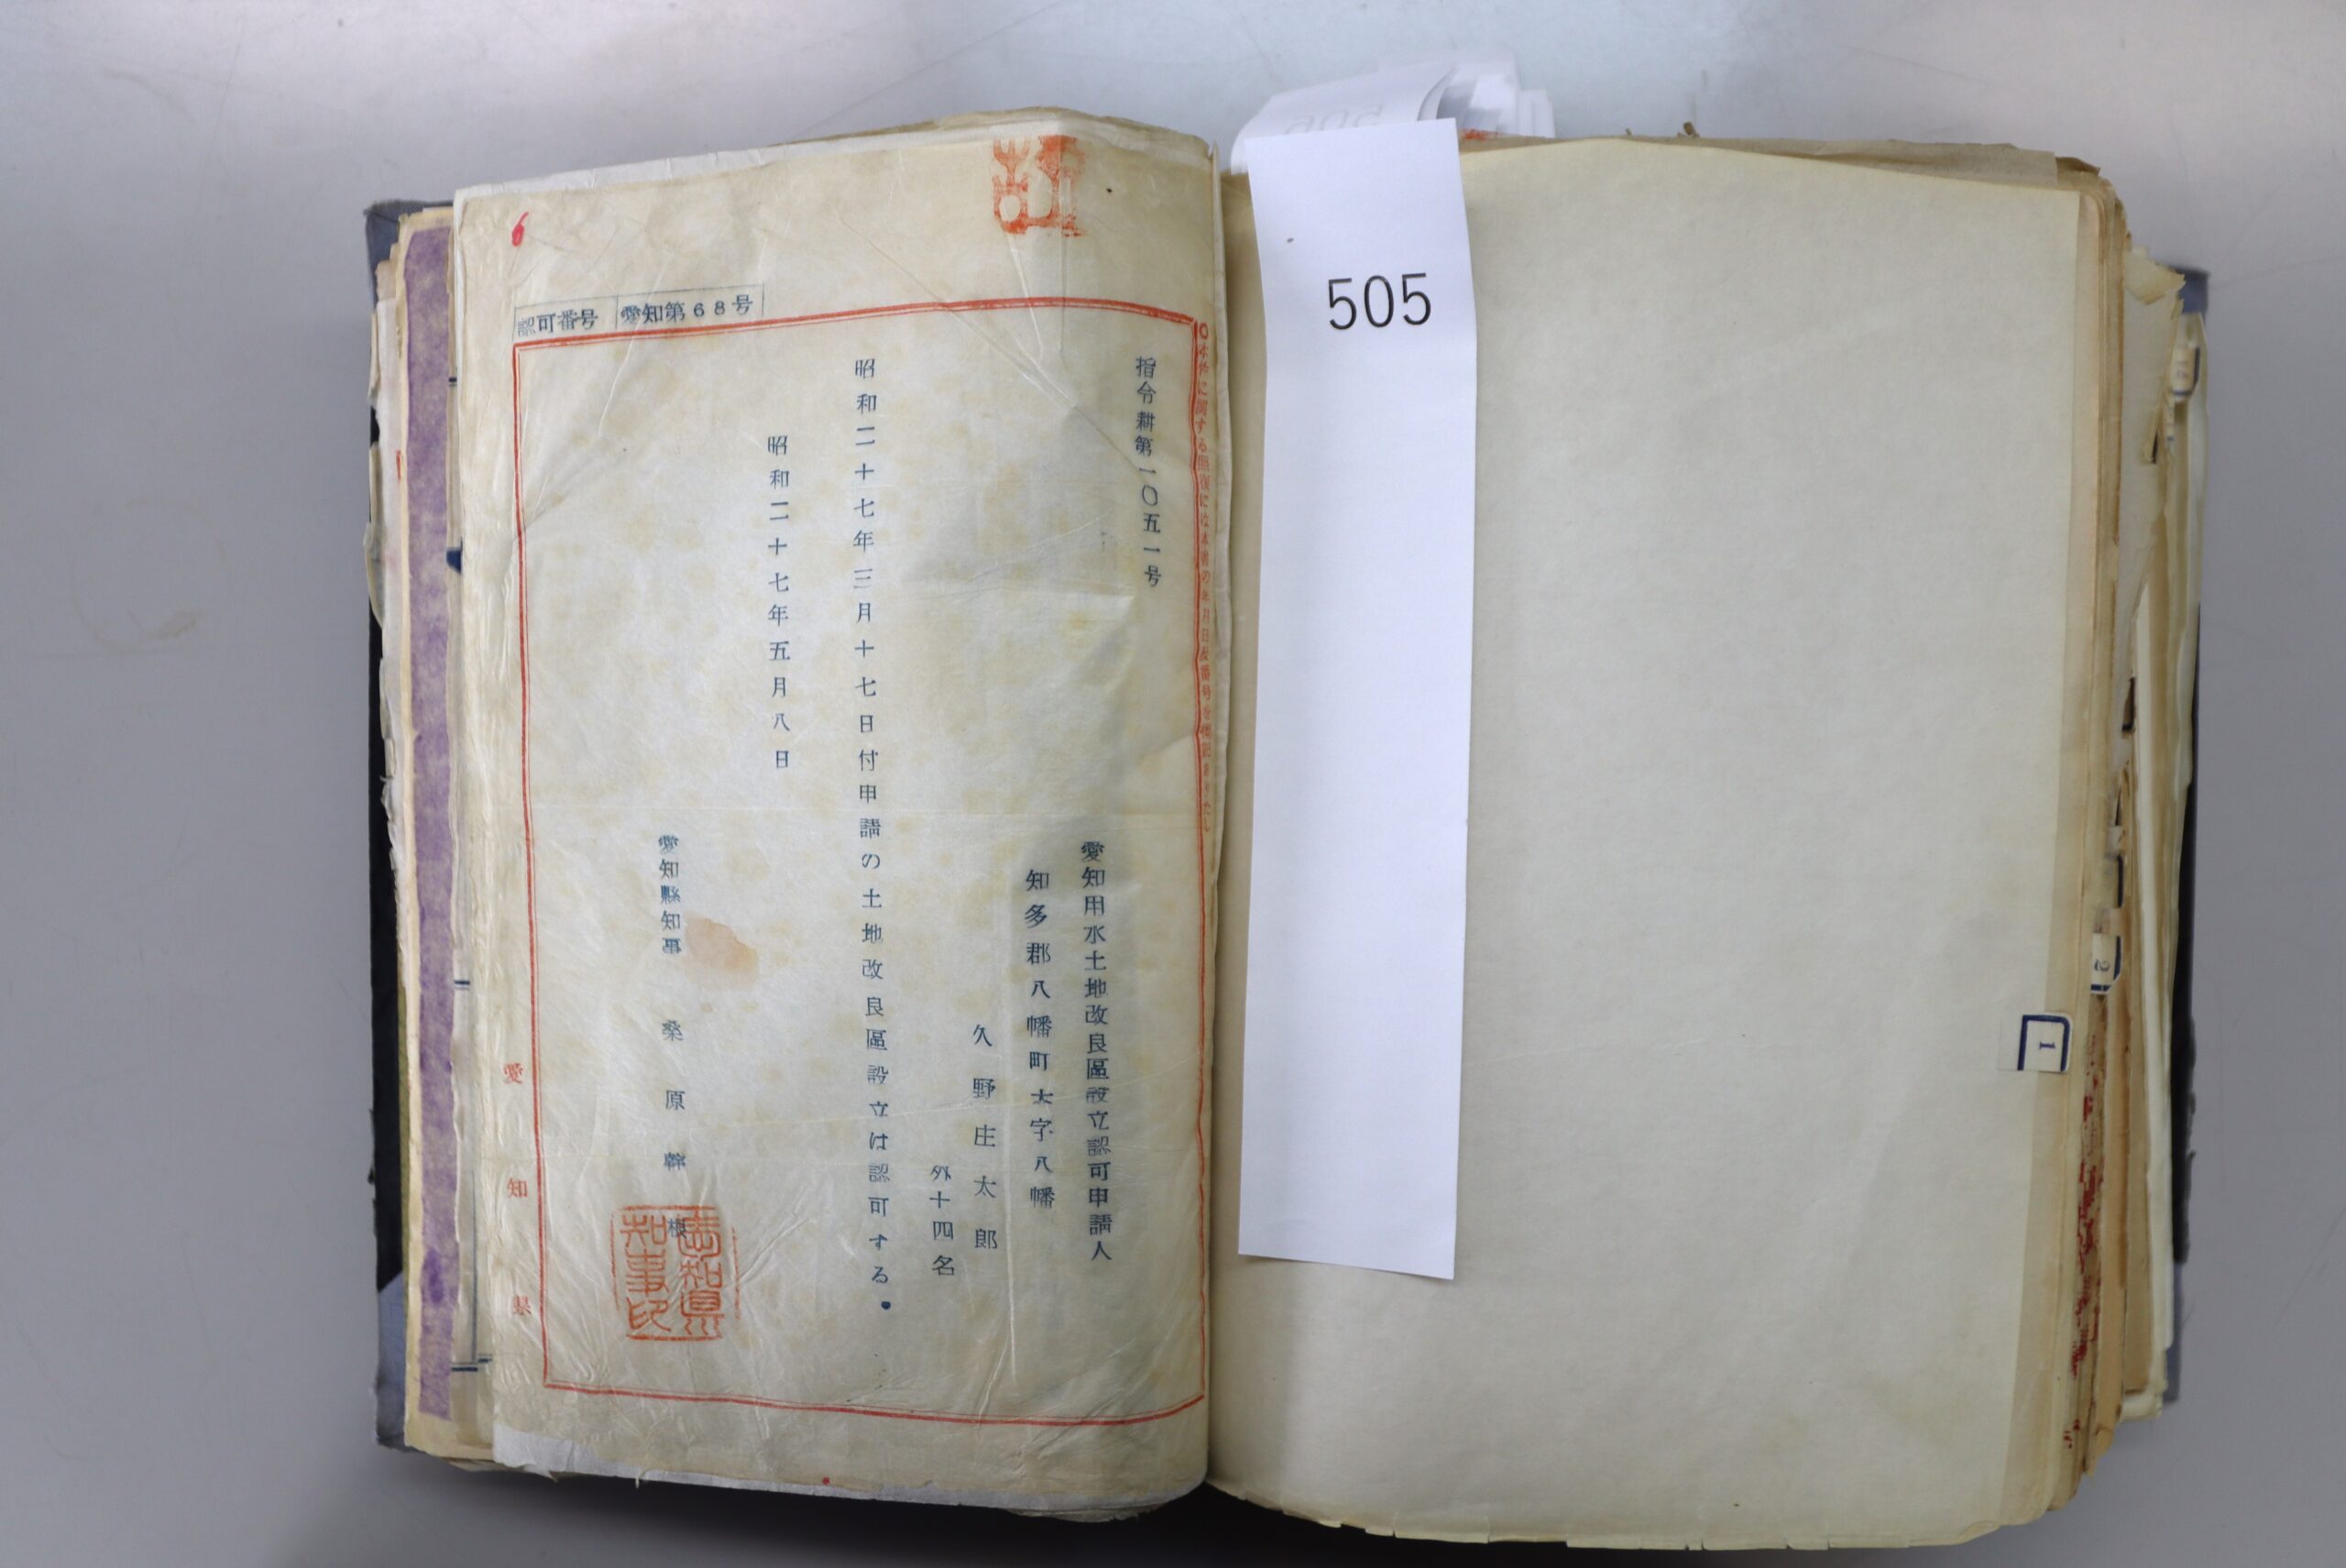 505
1
2
6
認可番号 愛知第68号
指令耕第一〇五一号
愛知用水土地改良區設立認可申請人
知多郡八幡町大字八幡
久野庄太郎
外十四名
昭和二十七年三月十七日付申請の土地改良區設立は認可する。
昭和二十七年五月八日
愛知縣知事 桑原幹根
愛知県知事印
愛知県